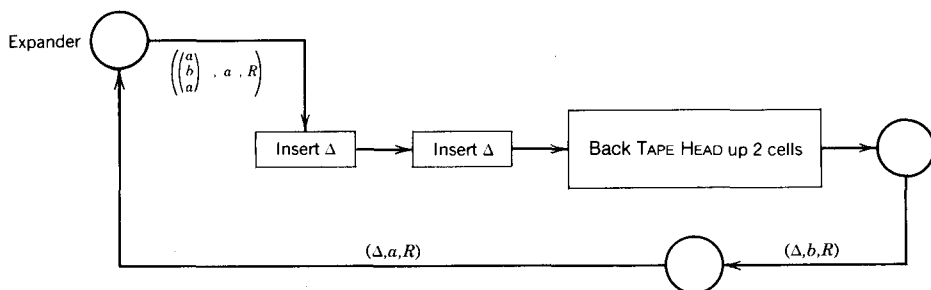 Expander
( ( a b a ) , a , R )
Insert Δ
Insert Δ
Back TAPE HEAD up 2 cells
(Δ,a,R)
(Δ,b,R)